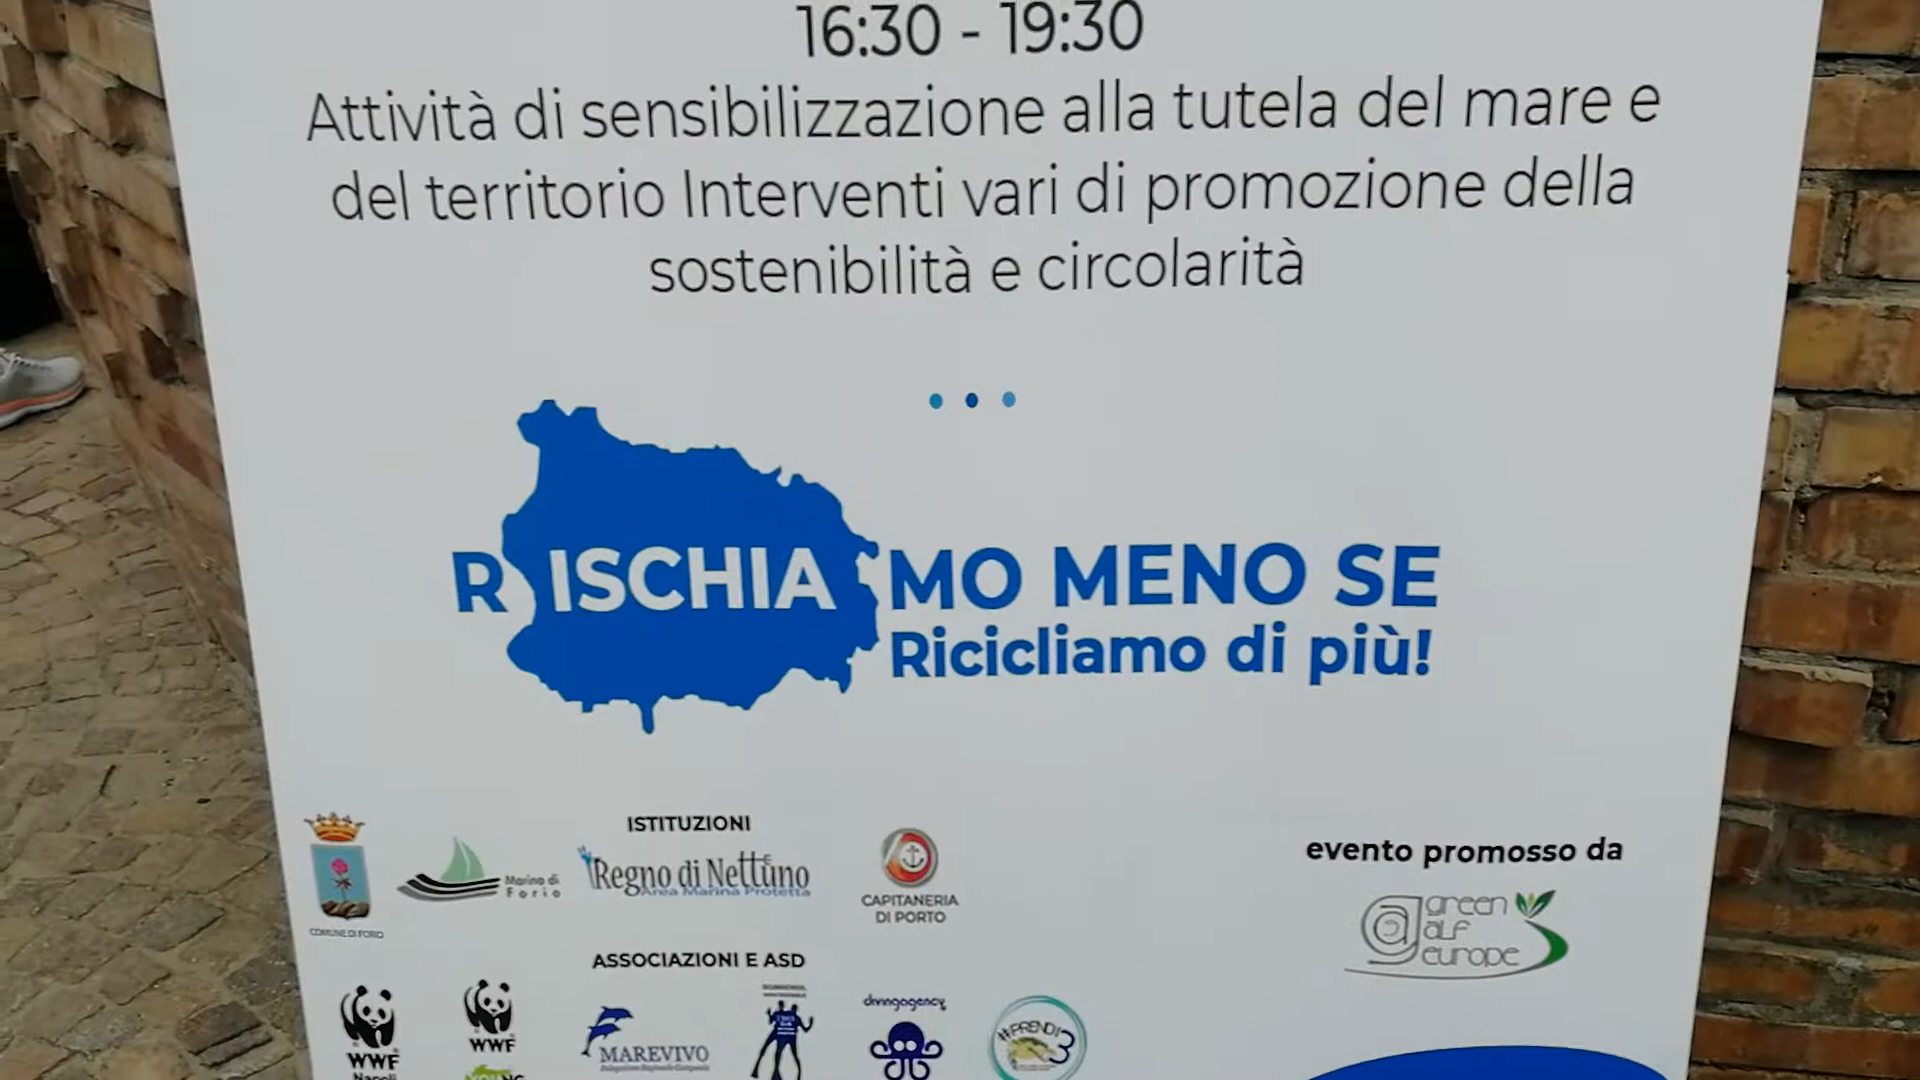 16:30 - 19:30
Attività di sensibilizzazione alla tutela del mare e
del territorio Interventi vari di promozione della
sostenibilità e circolarità
RISCHIAMO MENO SE
Ricicliamo di più!
ISTITUZIONI
COMUNE DI FORIO
Marina di
Forio
Regno di Nettuno
Area Marina Protetta
CAPITANERIA
DI PORTO
evento promosso da
green
alf
europe
ASSOCIAZIONI E ASD
WWF
Napoli
WWF
YOUNG
MAREVIVO
Delegazione Regionale Campania
divingagency
#PRENDI3